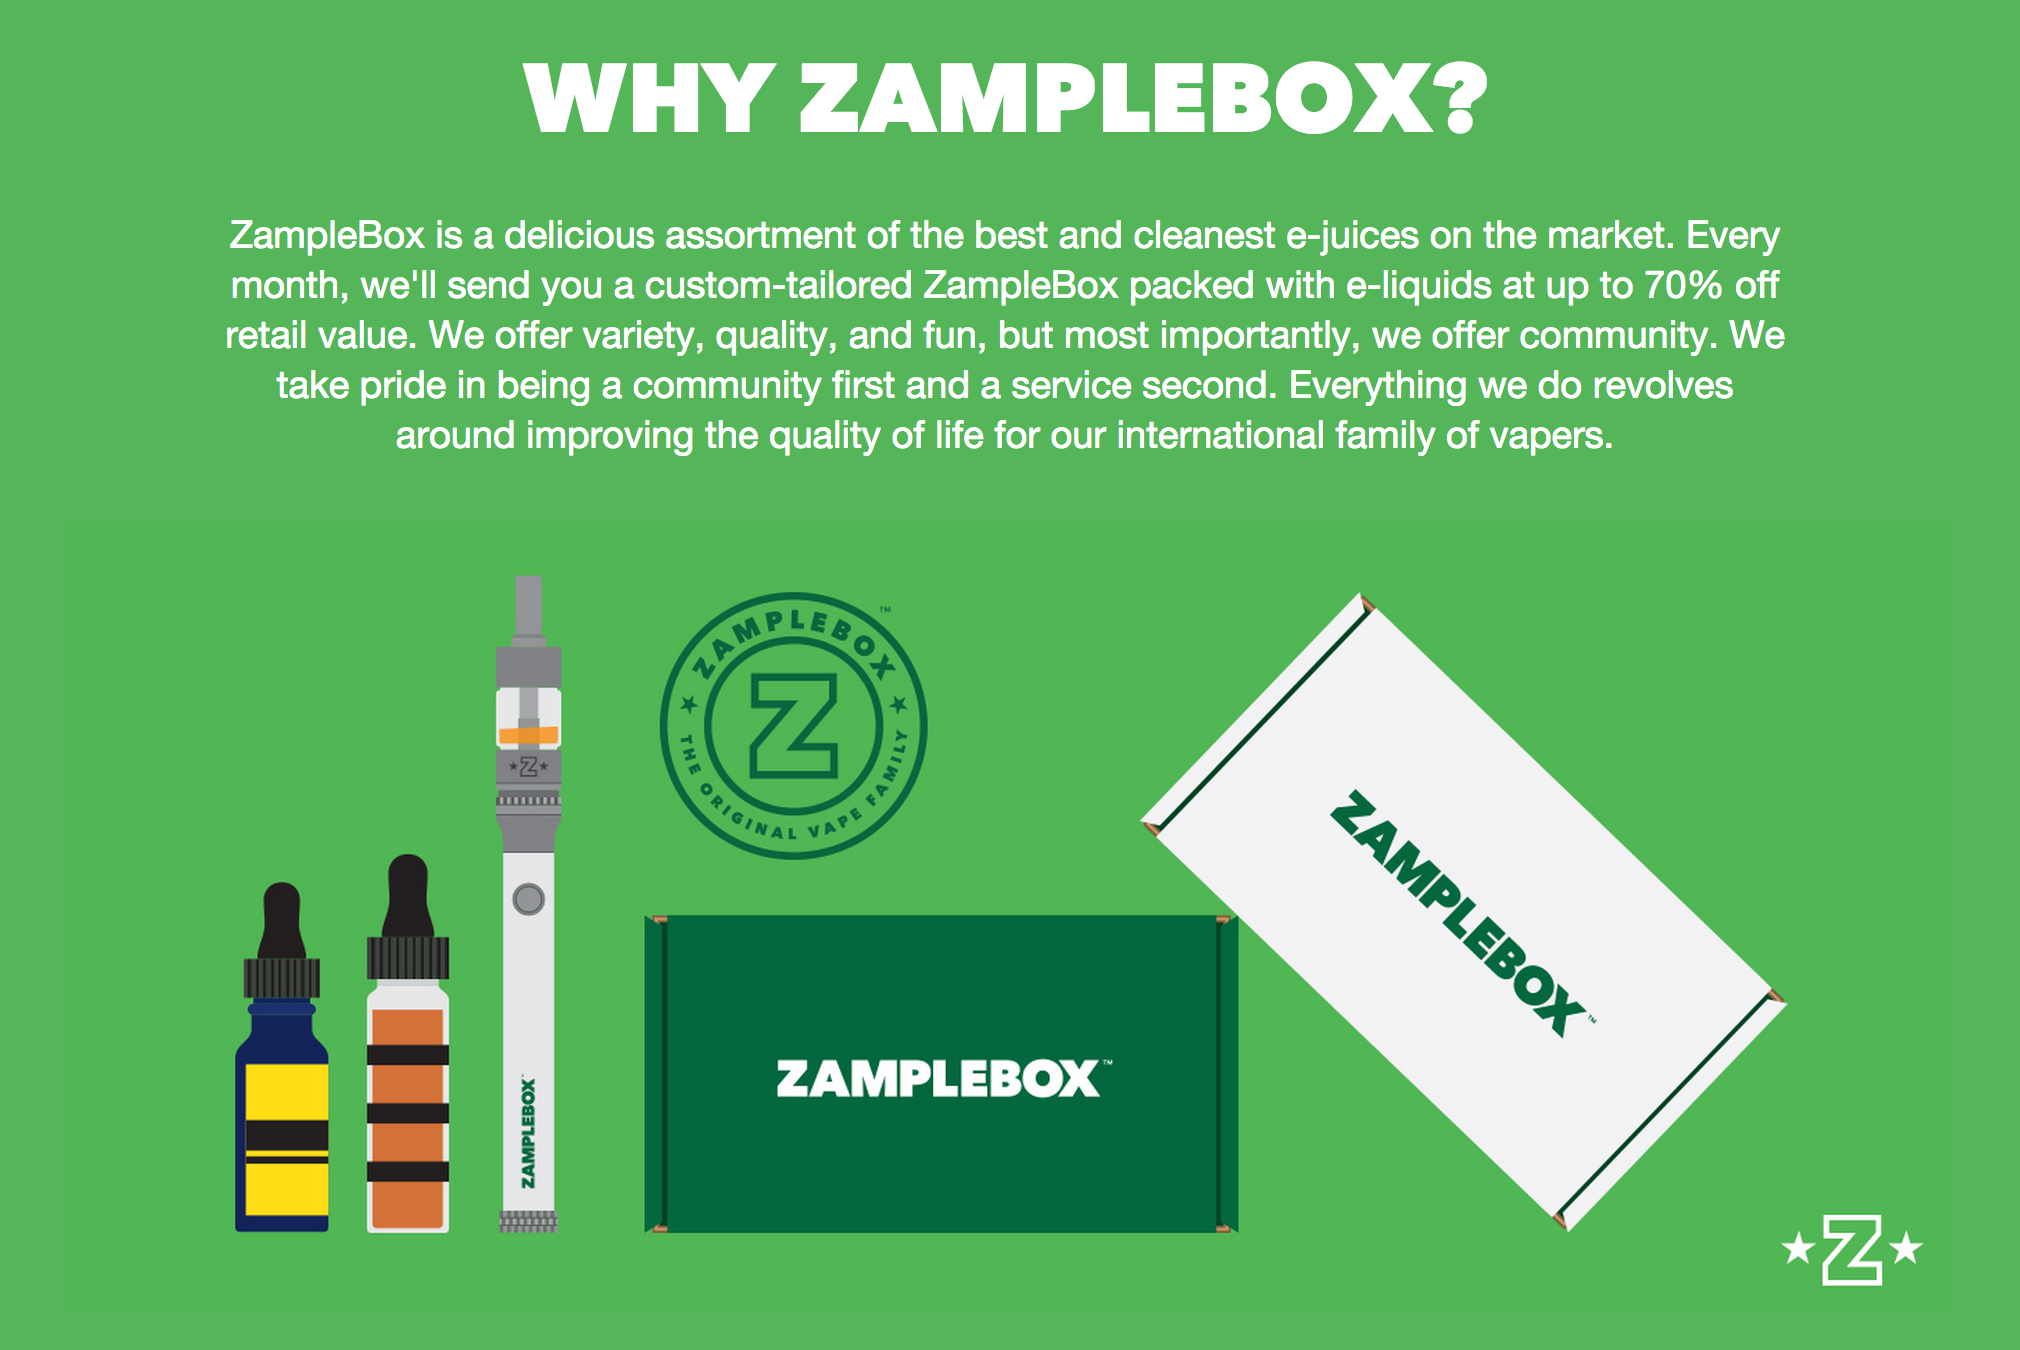 WHY ZAMPLEBOX?
ZampleBox is a delicious assortment of the best and cleanest e-juices on the market. Every
month, we'll send you a custom-tailored ZampleBox packed with e-liquids at up to 70% off
retail value. We offer variety, quality, and fun, but most importantly, we offer community. We
take pride in being a community first and a service second. Everything we do revolves
around improving the quality of life for our international family of vapers.
★Z★
ZAMPLEBOX™
★ ZAMPLEBOX ★ ™
Z
THE ORIGINAL VAPE FAMILY
ZAMPLEBOX™
ZAMPLEBOX™
★Z★